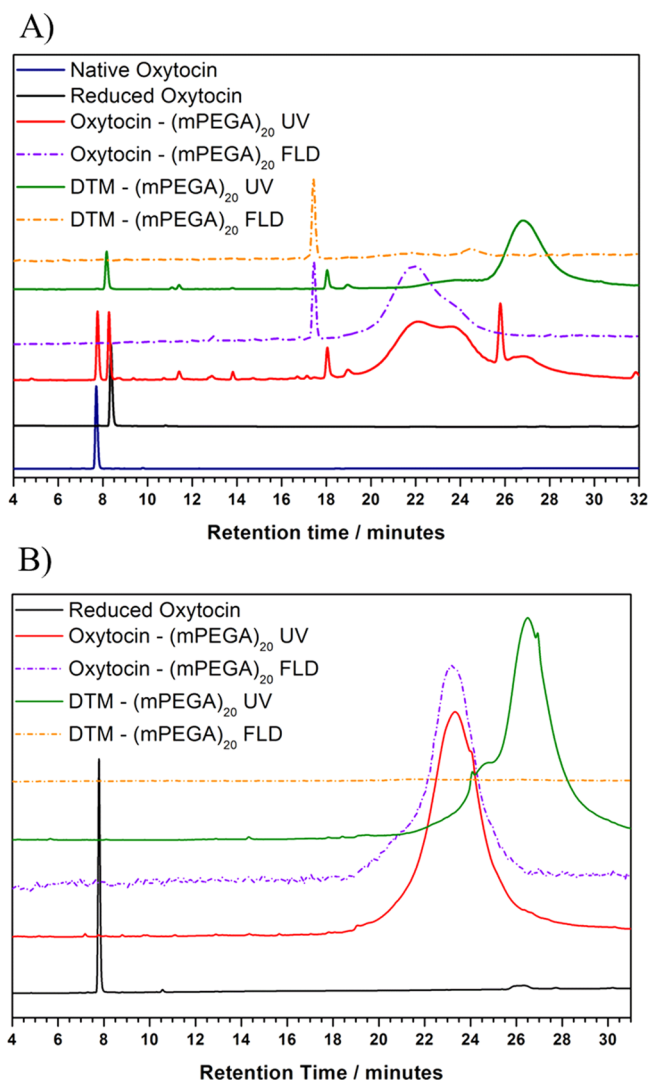 A)
Native Oxytocin
Reduced Oxytocin
Oxytocin - (mPEGA)20 UV
Oxytocin - (mPEGA)20 FLD
DTM - (mPEGA)20 UV
DTM - (mPEGA)20 FLD
4 6 8 10 12 14 16 18 20 22 24 26 28 30 32
Retention time / minutes
B)
Reduced Oxytocin
Oxytocin - (mPEGA)20 UV
Oxytocin - (mPEGA)20 FLD
DTM - (mPEGA)20 UV
DTM - (mPEGA)20 FLD
4 6 8 10 12 14 16 18 20 22 24 26 28 30
Retention Time / minutes